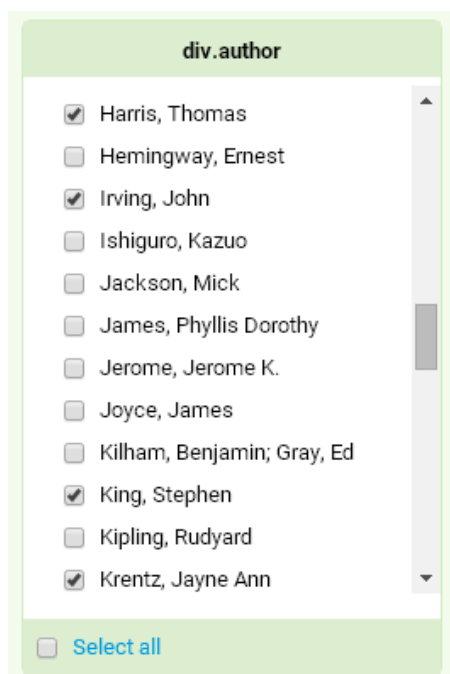 div.author
Harris, Thomas
Hemingway, Ernest
Irving, John
Ishiguro, Kazuo
Jackson, Mick
James, Phyllis Dorothy
Jerome, Jerome K.
Joyce, James
Kilham, Benjamin; Gray, Ed
King, Stephen
Kipling, Rudyard
Krentz, Jayne Ann
Select all